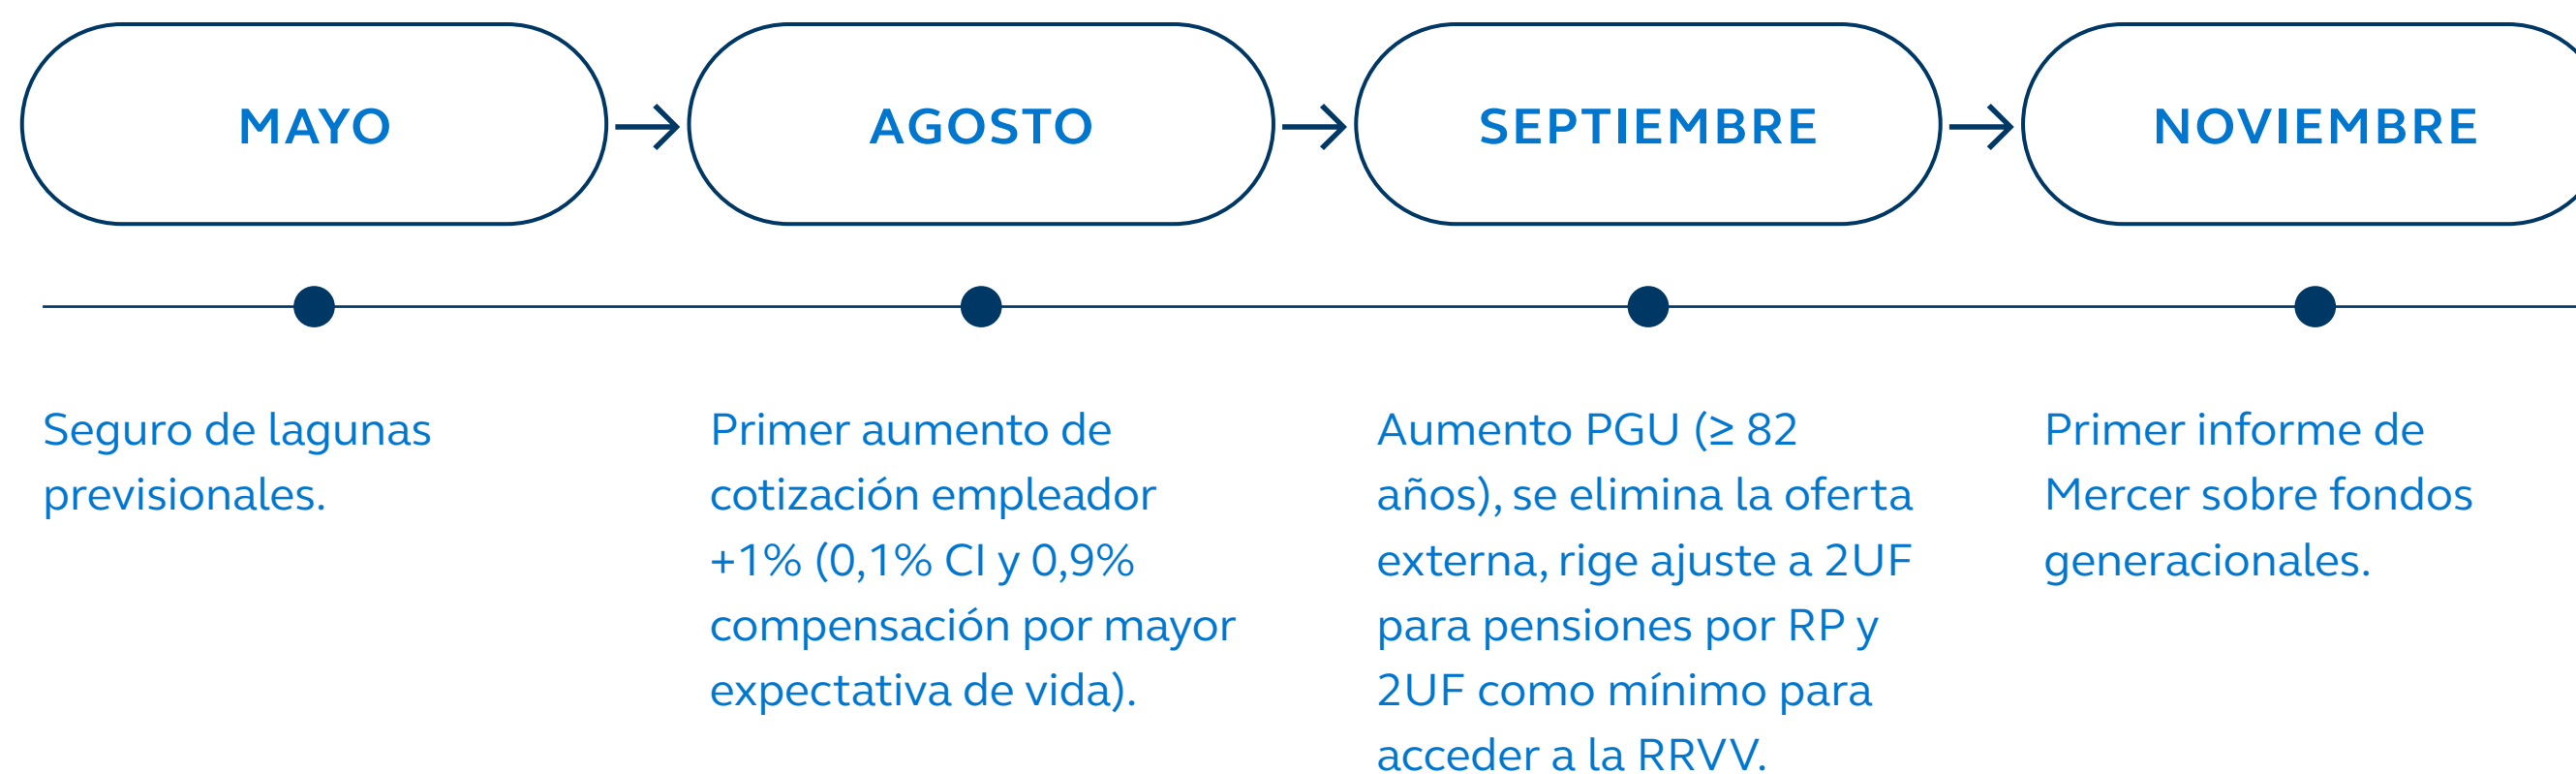 MAYO
AGOSTO
SEPTIEMBRE
NOVIEMBRE
Seguro de lagunas
previsionales.
Primer aumento de
cotización empleador
+1% (0,1% CI y 0,9%
compensación por mayor
expectativa de vida).
Aumento PGU (≥ 82
años), se elimina la oferta
externa, rige ajuste a 2UF
para pensiones por RP y
2UF como mínimo para
acceder a la RRVV.
Primer informe de
Mercer sobre fondos
generacionales.